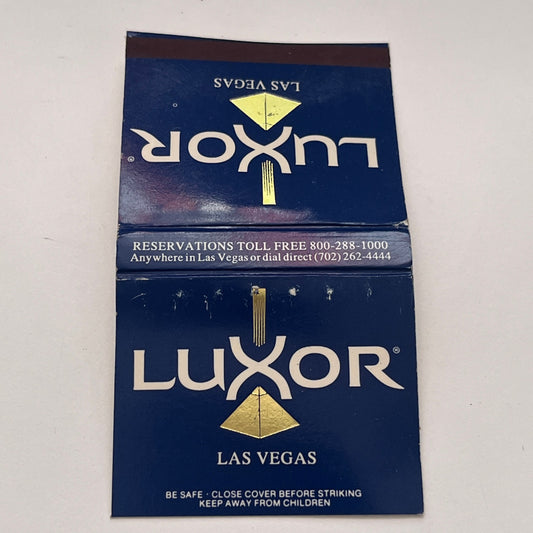 LAS VEGAS
LUXOR®
RESERVATIONS TOLL FREE 800-288-1000
Anywhere in Las Vegas or dial direct (702) 262-4444
LUXOR®
LAS VEGAS
BE SAFE · CLOSE COVER BEFORE STRIKING
KEEP AWAY FROM CHILDREN